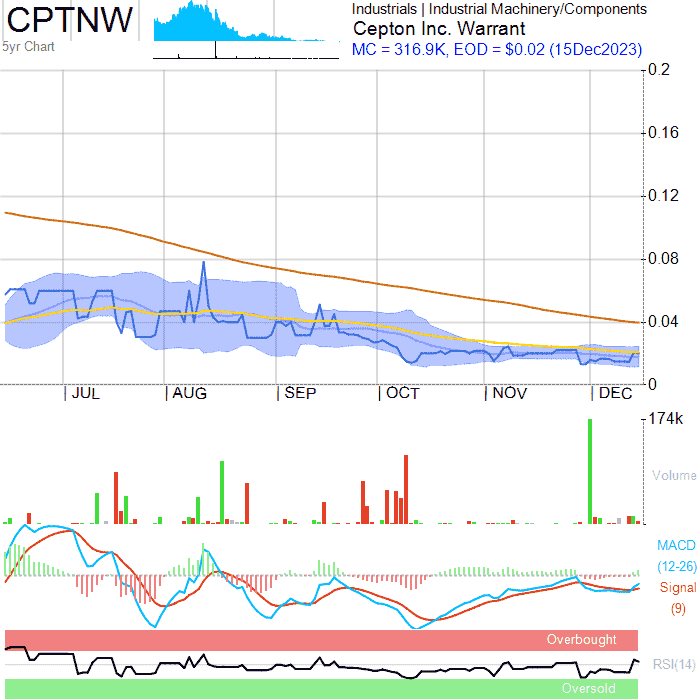 CPTNW
5yr Chart
Industrials | Industrial Machinery/Components
Cepton Inc. Warrant
MC = 316.9K, EOD = $0.02 (15Dec2023)
0.2
0.16
0.12
0.08
0.04
0
JUL AUG SEP OCT NOV DEC
174k
Volume
MACD
(12-26)
Signal
(9)
Overbought
RSI(14)
Oversold